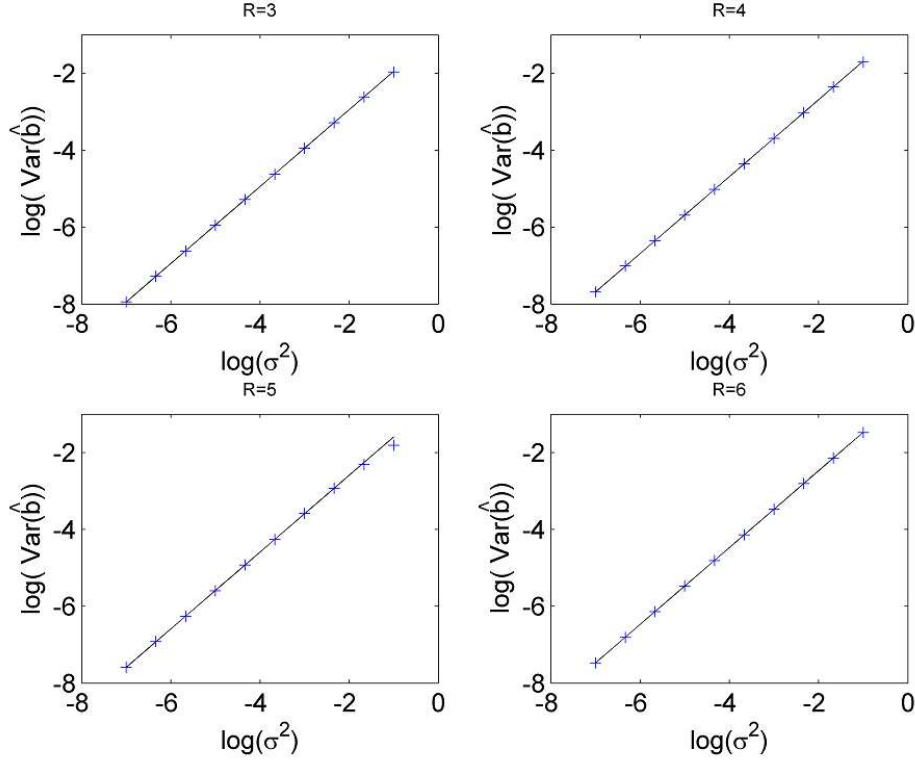 R=3
log( Var(b̂))
-2
-4
-6
-8
-8 -6 -4 -2 0
log(σ²)
R=4
log( Var(b̂))
-2
-4
-6
-8
-8 -6 -4 -2 0
log(σ²)
R=5
log( Var(b̂))
-2
-4
-6
-8
-8 -6 -4 -2 0
log(σ²)
R=6
log( Var(b̂))
-2
-4
-6
-8
-8 -6 -4 -2 0
log(σ²)